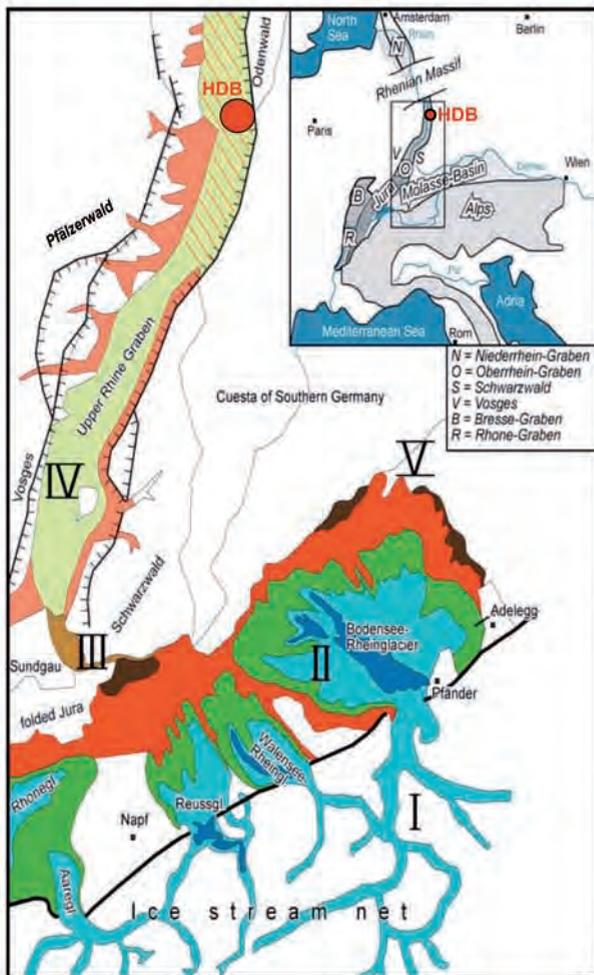 HDB
Odenwald
Pfälzerwald
Upper Rhine Graben
Vosges
IV
Schwarzwald
III
Sundgau
folded Jura
Cuesta of Southern Germany
V
Adelegg
Bodensee-
Rheinglacier
II
Pfänder
Walensee-
Rheingl.
Reussgl.
Rhonegl.
Napf
Aaregl.
I
Ice stream net
North
Sea
Amsterdam
Berlin
Rhein
N
Rhenian Massif
HDB
Paris
V
O
S
Donau
Wien
Jura
Molasse-Basin
B
Alps
R
Po
Adria
Mediterranean Sea
Rom
N = Niederrhein-Graben
O = Oberrhein-Graben
S = Schwarzwald
V = Vosges
B = Bresse-Graben
R = Rhone-Graben